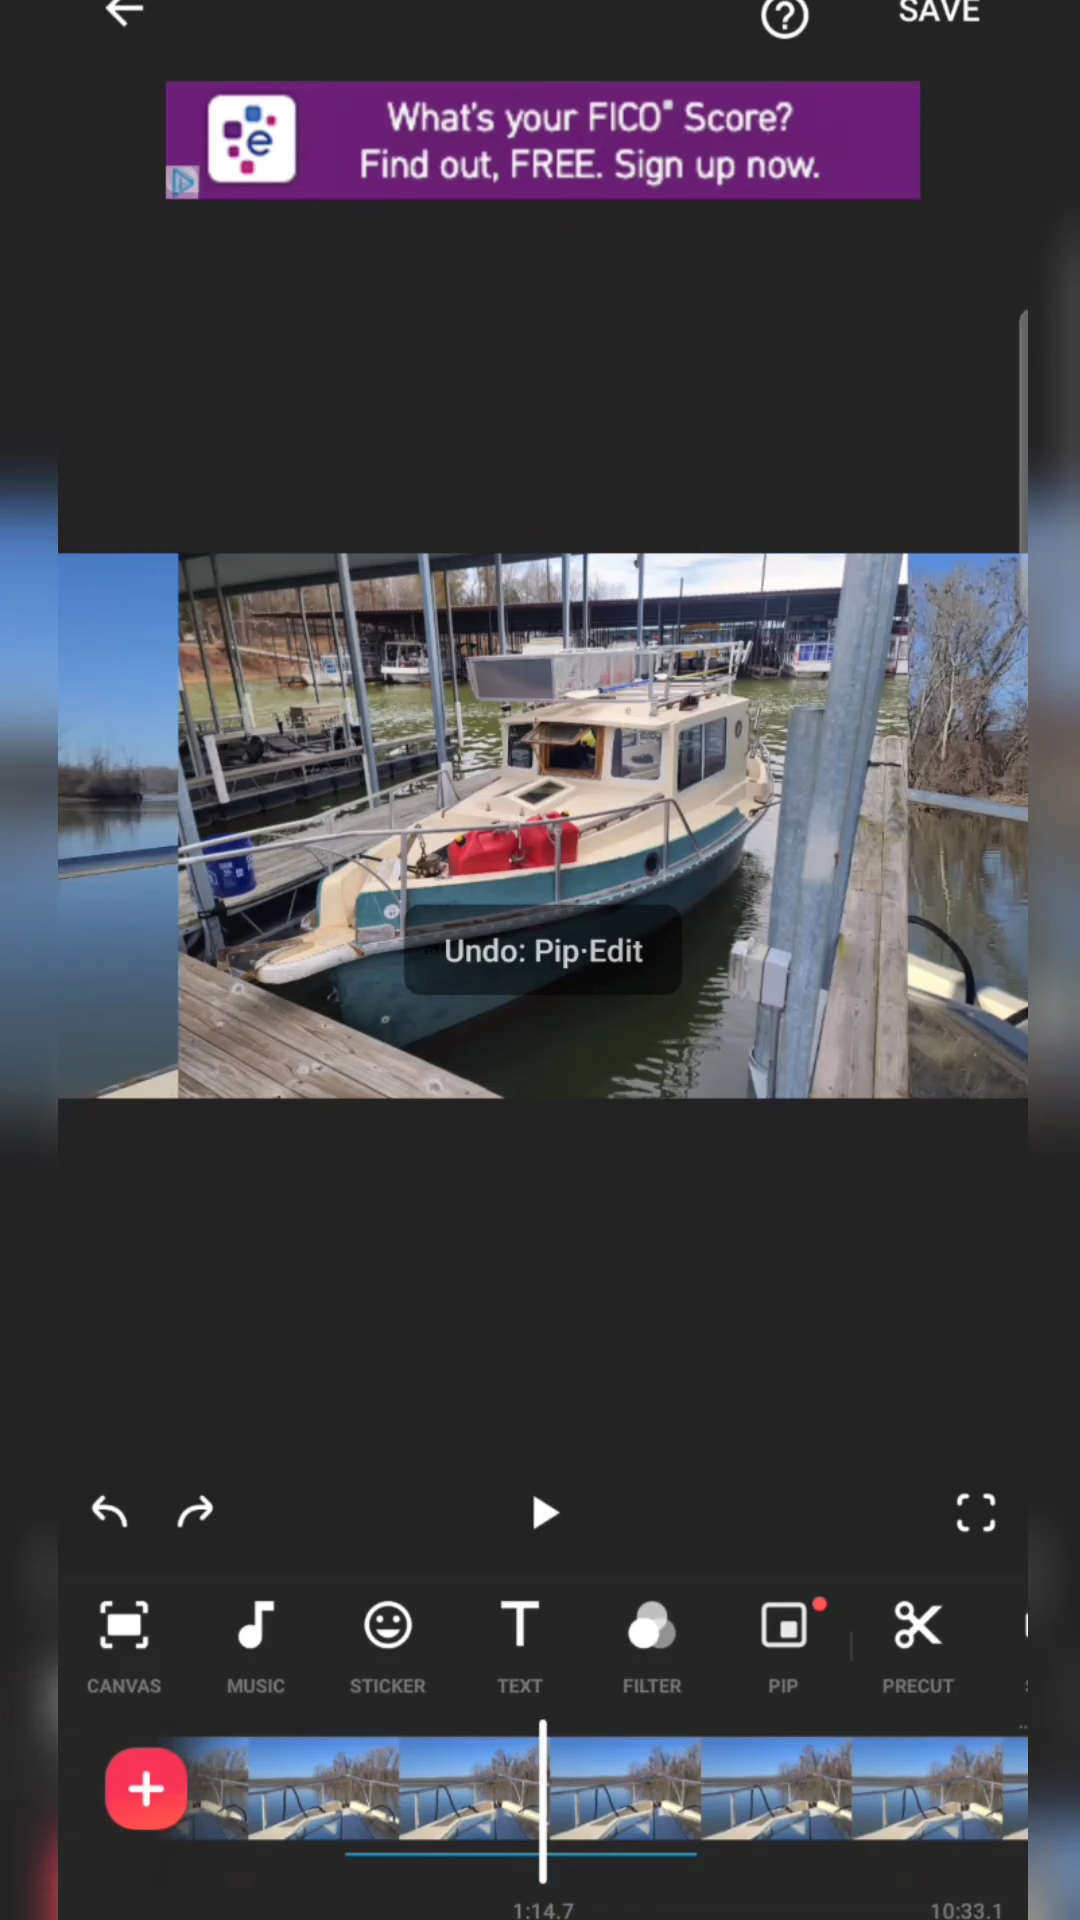 SAVE
What's your FICO® Score?
Find out, FREE. Sign up now.
e
Undo: Pip·Edit
CANVAS
MUSIC
STICKER
TEXT
FILTER
PIP
PRECUT
1:14.7
10:33.1